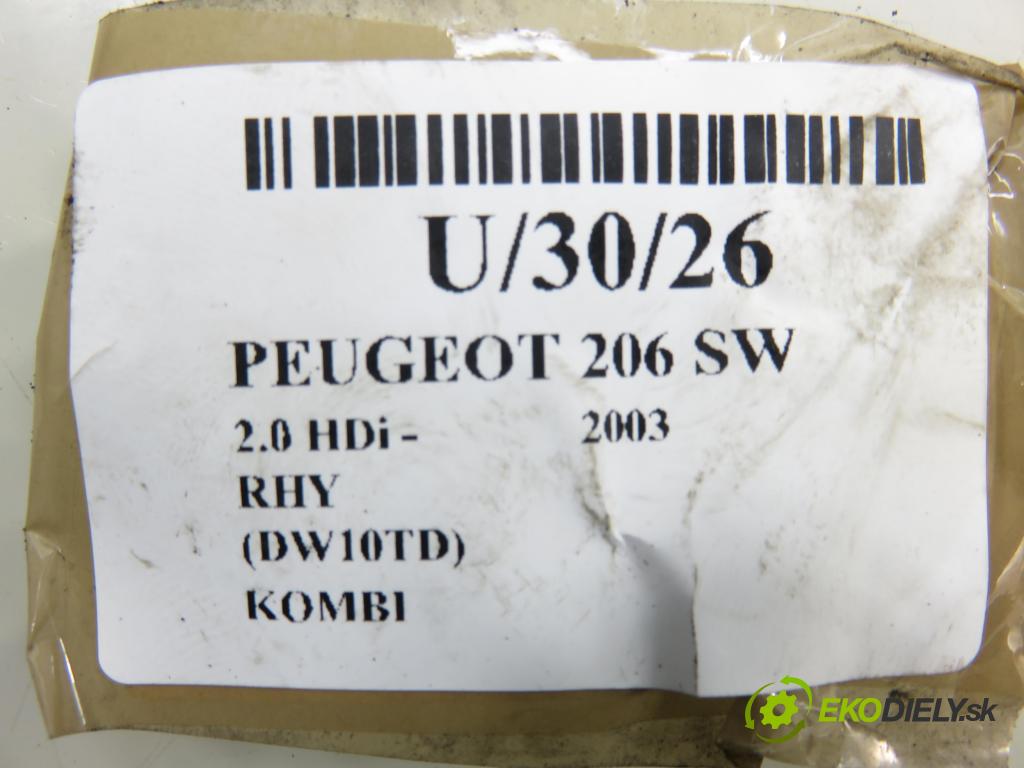 U/30/26
PEUGEOT 206 SW
2.0 HDi - 2003
RHY
(DW10TD)
KOMBI
EKODIELY.sk